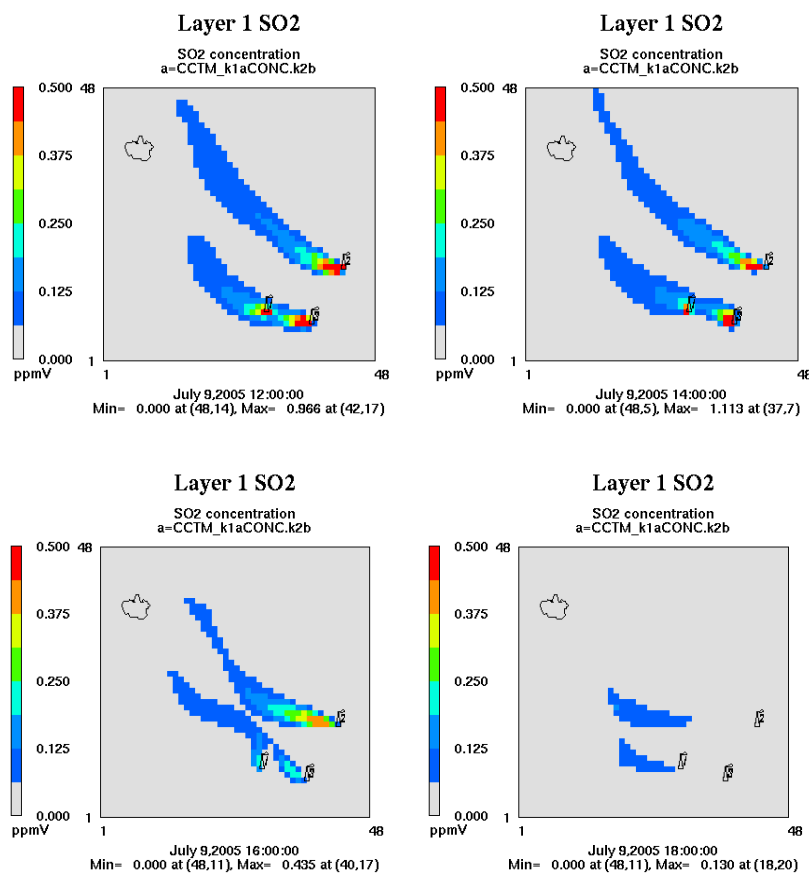 Layer 1 SO2
SO2 concentration
a=CCTM_k1aCONC.k2b
0.500
0.375
0.250
0.125
0.000
ppmV
48
1
1
48
July 9,2005 12:00:00
Min= 0.000 at (48,14), Max= 0.966 at (42,17)
Layer 1 SO2
SO2 concentration
a=CCTM_k1aCONC.k2b
0.500
0.375
0.250
0.125
0.000
ppmV
48
1
1
48
July 9,2005 14:00:00
Min= 0.000 at (48,5), Max= 1.113 at (37,7)
Layer 1 SO2
SO2 concentration
a=CCTM_k1aCONC.k2b
0.500
0.375
0.250
0.125
0.000
ppmV
48
1
1
48
July 9,2005 16:00:00
Min= 0.000 at (48,11), Max= 0.435 at (40,17)
Layer 1 SO2
SO2 concentration
a=CCTM_k1aCONC.k2b
0.500
0.375
0.250
0.125
0.000
ppmV
48
1
1
48
July 9,2005 18:00:00
Min= 0.000 at (48,11), Max= 0.130 at (18,20)